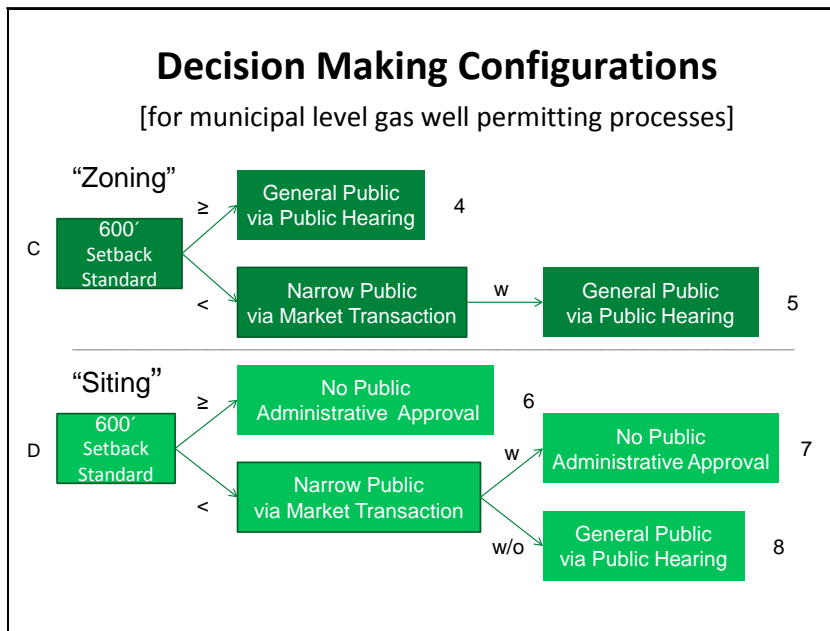 Decision Making Configurations
[for municipal level gas well permitting processes]
“Zoning”
≥
General Public
via Public Hearing
4
C
600´
Setback
Standard
<
Narrow Public
via Market Transaction
w
General Public
via Public Hearing
5
“Siting”
≥
No Public
Administrative Approval
6
D
600´
Setback
Standard
<
Narrow Public
via Market Transaction
w
No Public
Administrative Approval
7
w/o
General Public
via Public Hearing
8